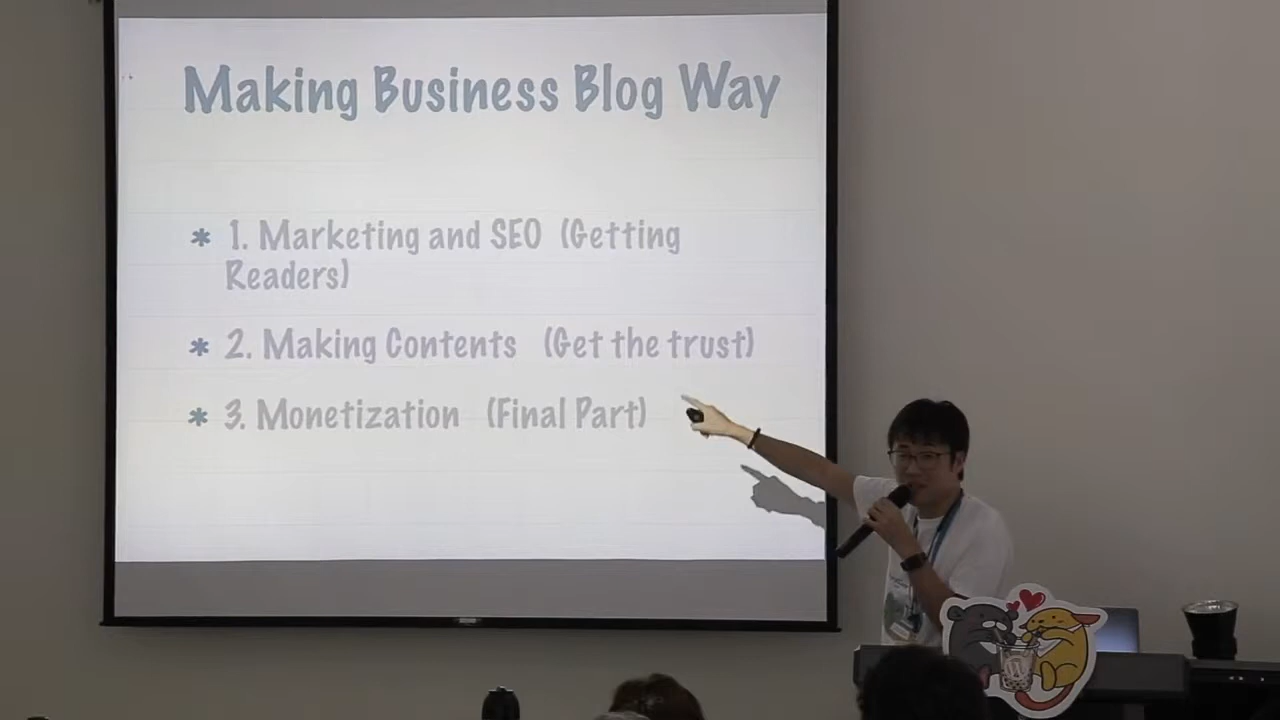 Making Business Blog Way
* 1. Marketing and SEO (Getting
Readers)
* 2. Making Contents (Get the trust)
* 3. Monetization (Final Part)
W